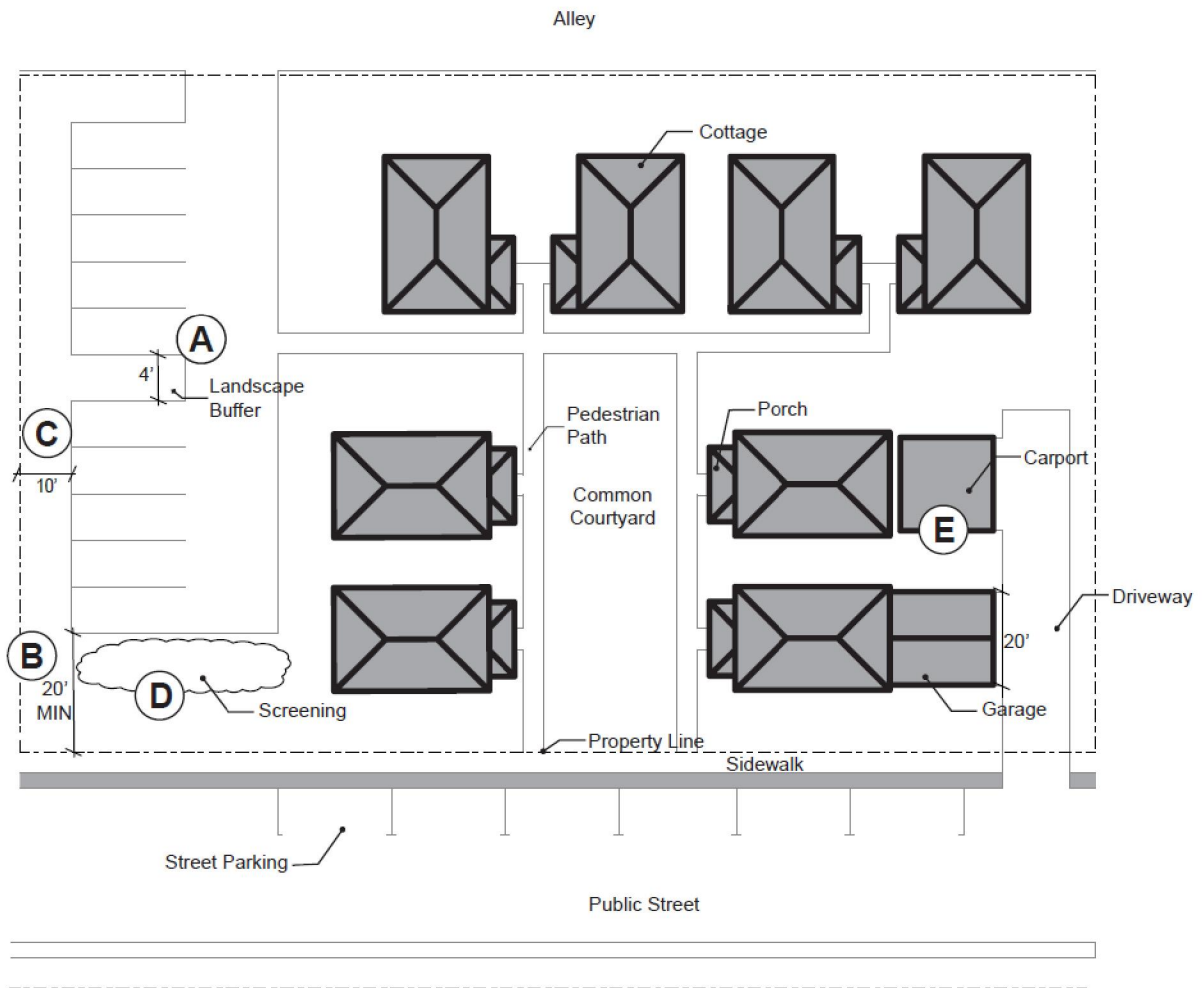 Alley
Cottage
A
4’
Landscape
Buffer
C
10’
Pedestrian
Path
Porch
Common
Courtyard
Carport
E
Driveway
B
20’
MIN
D
Screening
20’
Garage
Property Line
Sidewalk
Street Parking
Public Street